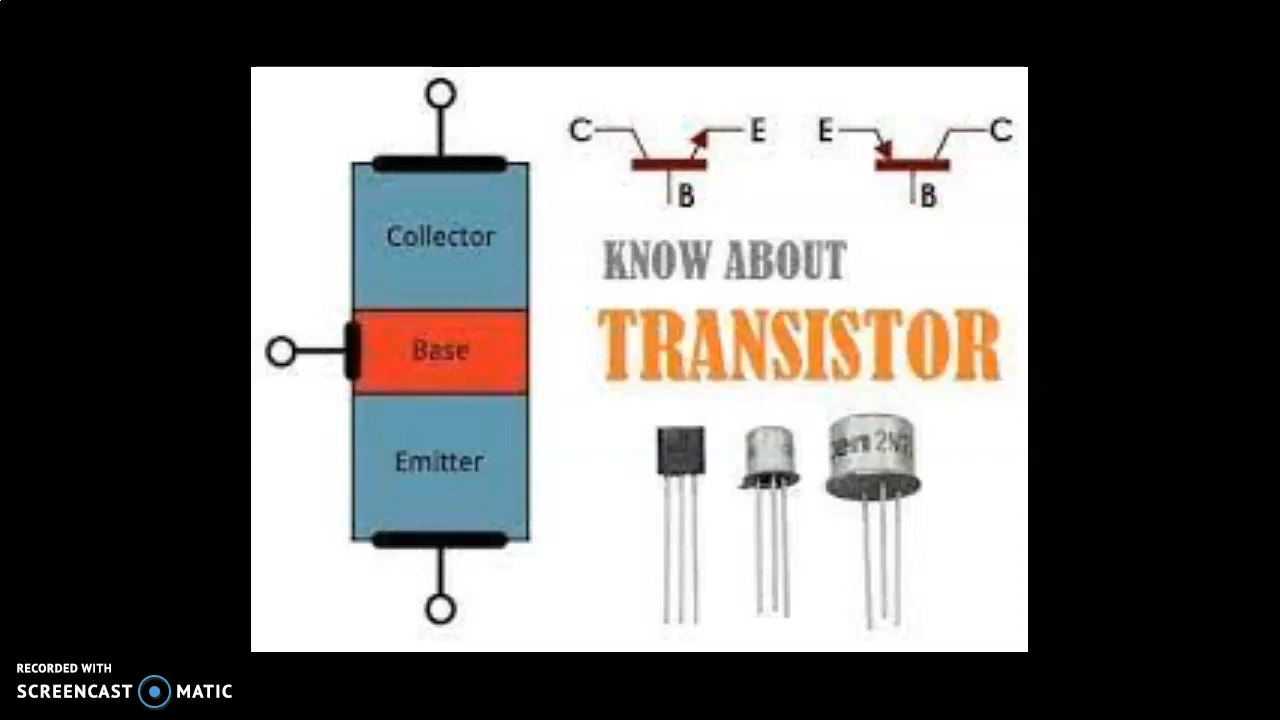 C
E
B
E
C
B
Collector
Base
Emitter
KNOW ABOUT
TRANSISTOR
RECORDED WITH
SCREENCAST MATIC